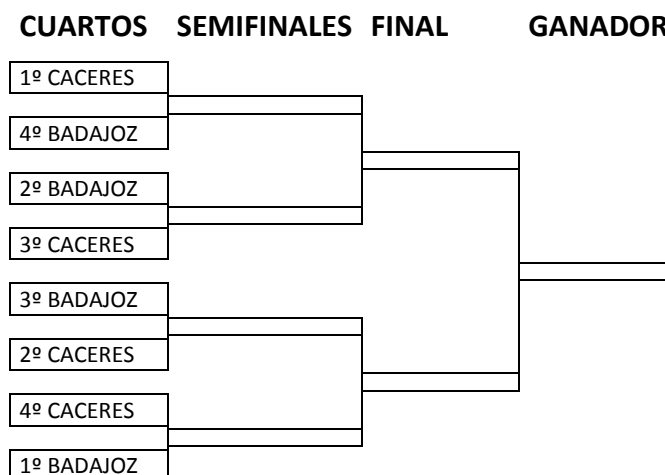 CUARTOS SEMIFINALES FINAL GANADOR
1º CACERES
4º BADAJOZ
2º BADAJOZ
3º CACERES
3º BADAJOZ
2º CACERES
4º CACERES
1º BADAJOZ